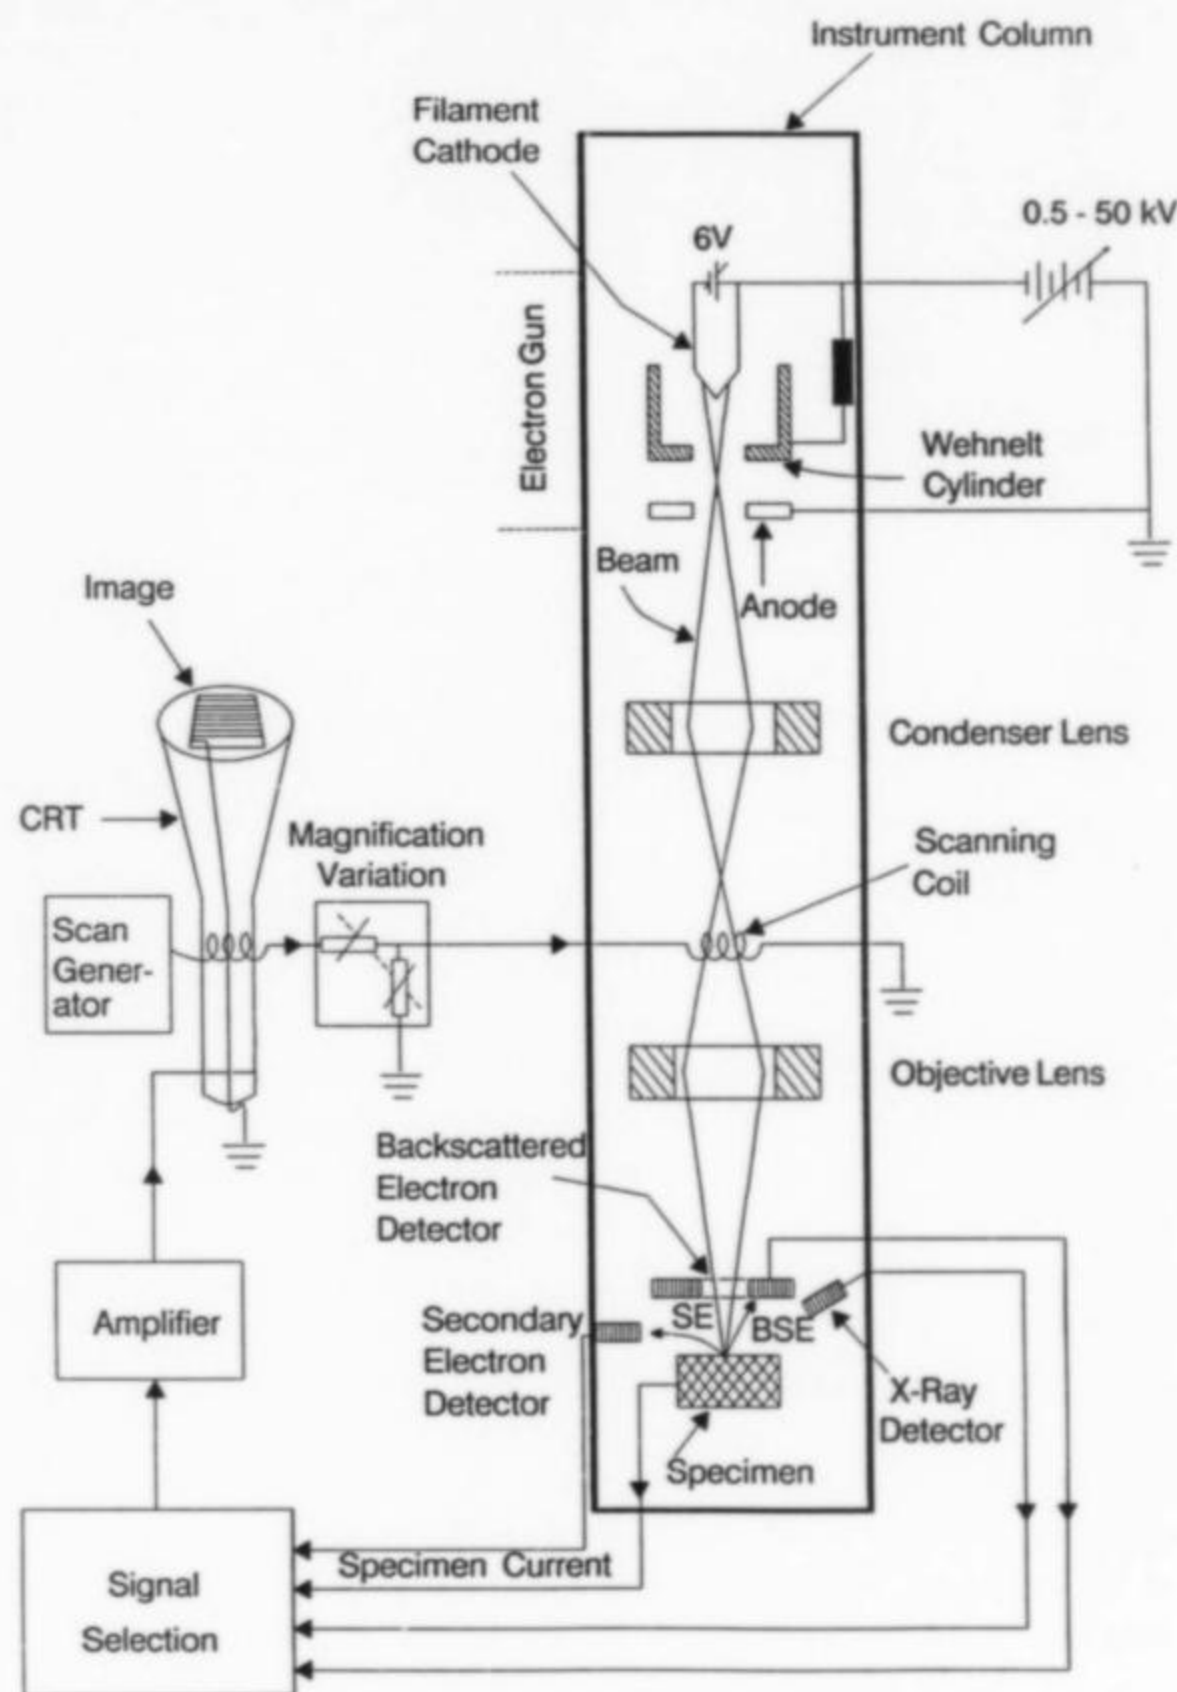 Instrument Column
Filament
Cathode
0.5 - 50 kV
6V
Electron Gun
Wehnelt
Cylinder
Beam
Anode
Image
Condenser Lens
CRT
Magnification
Variation
Scanning
Coil
Scan
Gener-
ator
Objective Lens
Backscattered
Electron
Detector
Amplifier
Secondary
Electron
Detector
SE
BSE
X-Ray
Detector
Specimen
Specimen Current
Signal
Selection